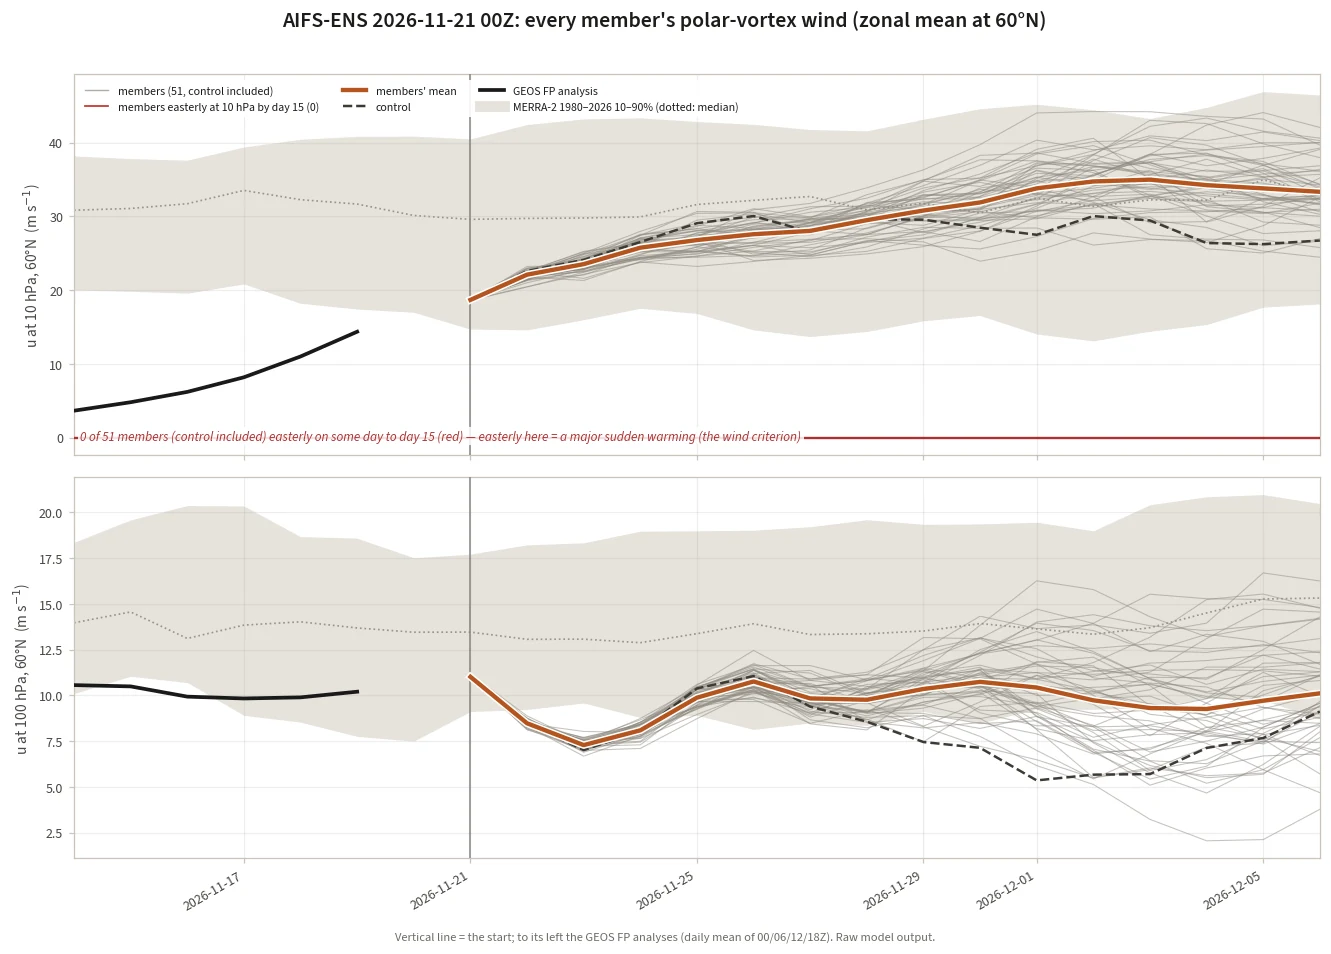 AIFS-ENS 2026-11-21 00Z: every member's polar-vortex wind (zonal mean at 60°N)
members (51, control included)
members easterly at 10 hPa by day 15 (0)
members' mean
control
GEOS FP analysis
MERRA-2 1980–2026 10–90% (dotted: median)
u at 10 hPa, 60°N (m s⁻¹)
40
30
20
10
0
0 of 51 members (control included) easterly on some day to day 15 (red) — easterly here = a major sudden warming (the wind criterion)
u at 100 hPa, 60°N (m s⁻¹)
20.0
17.5
15.0
12.5
10.0
7.5
5.0
2.5
2026-11-17
2026-11-21
2026-11-25
2026-11-29
2026-12-01
2026-12-05
Vertical line = the start; to its left the GEOS FP analyses (daily mean of 00/06/12/18Z). Raw model output.